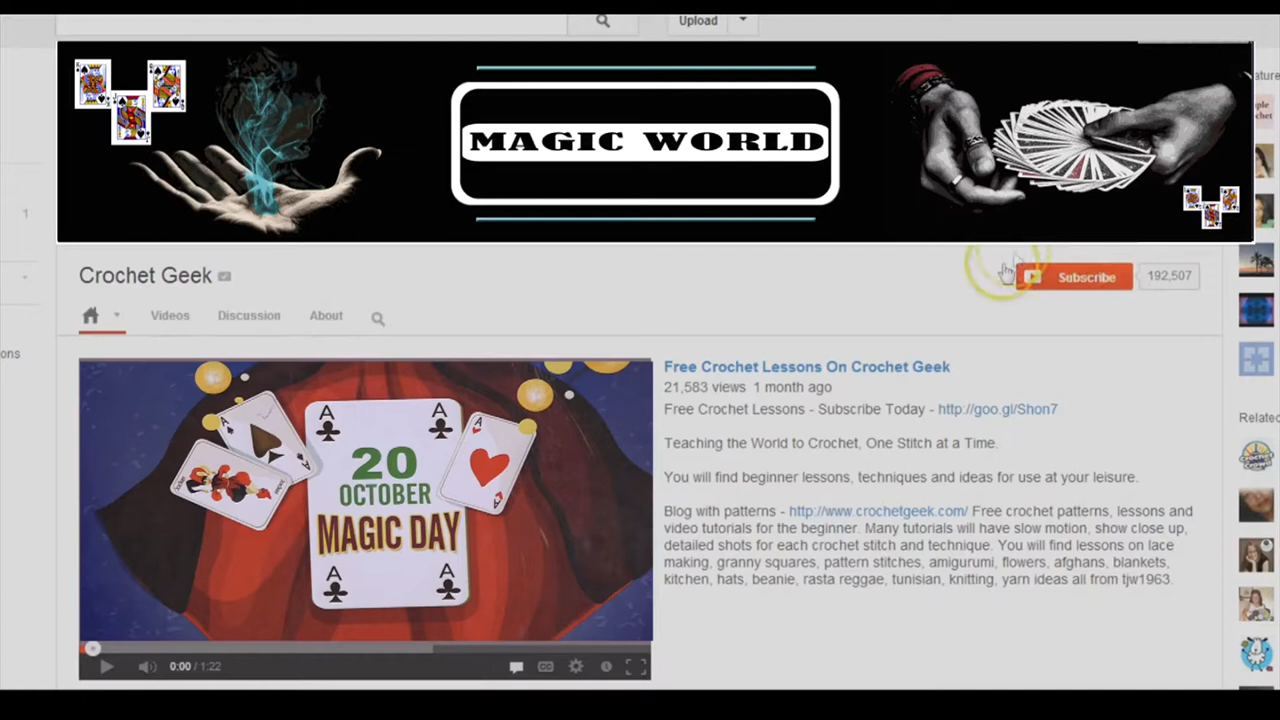 Upload
MAGIC WORLD
1
Crochet Geek
Subscribe
192,507
Videos
Discussion
About
ons
Free Crochet Lessons On Crochet Geek
21,583 views 1 month ago
Free Crochet Lessons - Subscribe Today - http://goo.gl/Shon7
Teaching the World to Crochet, One Stitch at a Time.
You will find beginner lessons, techniques and ideas for use at your leisure.
Blog with patterns - http://www.crochetgeek.com/ Free crochet patterns, lessons and
video tutorials for the beginner. Many tutorials will have slow motion, show close up,
detailed shots for each crochet stitch and technique. You will find lessons on lace
making, granny squares, pattern stitches, amigurumi, flowers, afghans, blankets,
kitchen, hats, beanie, rasta reggae, tunisian, knitting, yarn ideas all from tjw1963.
A A
A
A
20
OCTOBER
MAGIC DAY
A A
0:00 / 1:22
CC
Related